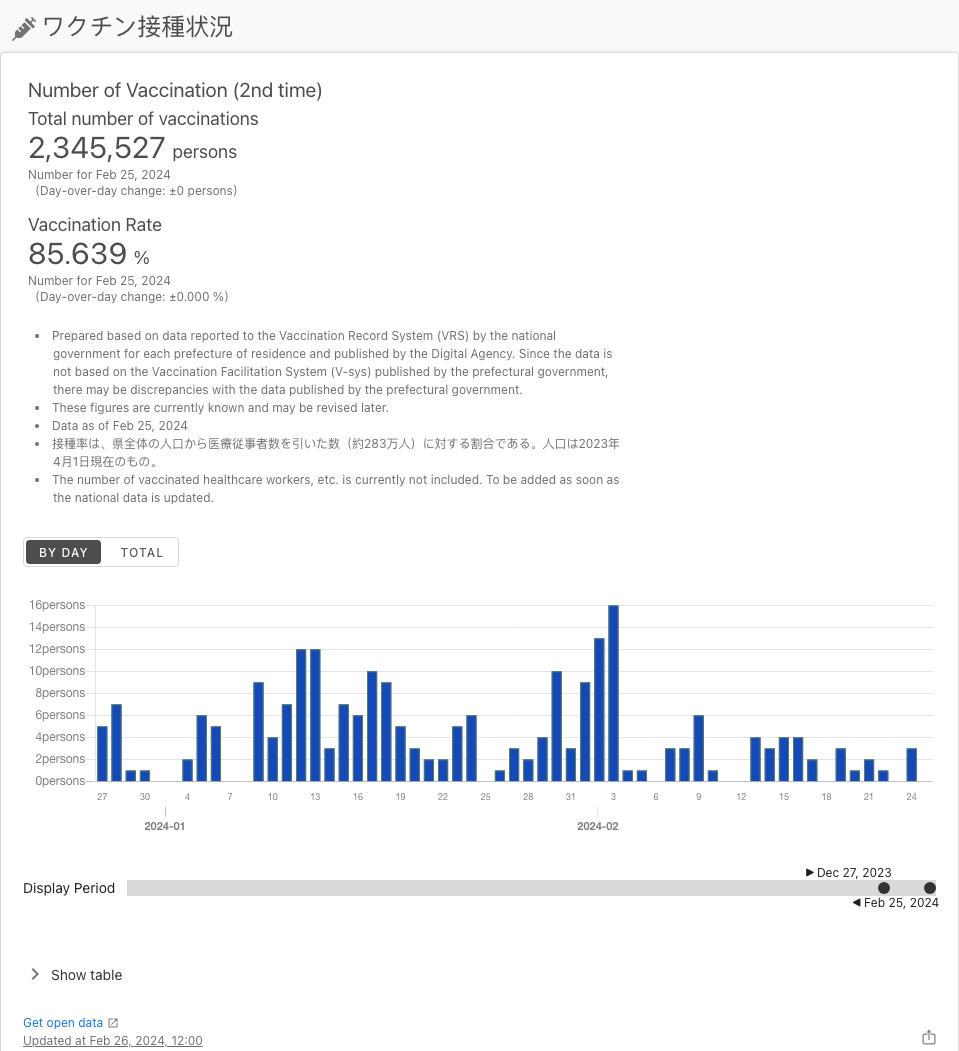 ワクチン接種状況
Number of Vaccination (2nd time)
Total number of vaccinations
2,345,527 persons
Number for Feb 25, 2024
(Day-over-day change: ±0 persons)
Vaccination Rate
85.639 %
Number for Feb 25, 2024
(Day-over-day change: ±0.000 %)
• Prepared based on data reported to the Vaccination Record System (VRS) by the national
government for each prefecture of residence and published by the Digital Agency. Since the data is
not based on the Vaccination Facilitation System (V-sys) published by the prefectural government,
there may be discrepancies with the data published by the prefectural government.
• These figures are currently known and may be revised later.
• Data as of Feb 25, 2024
• 接種率は、県全体の人口から医療従事者数を引いた数（約283万人）に対する割合である。人口は2023年
4月1日現在のもの。
• The number of vaccinated healthcare workers, etc. is currently not included. To be added as soon as
the national data is updated.
BY DAY TOTAL
16persons
14persons
12persons
10persons
8persons
6persons
4persons
2persons
0persons
27 30 4 7 10 13 16 19 22 25 28 31 3 6 9 12 15 18 21 24
2024-01 2024-02
Dec 27, 2023
Display Period
Feb 25, 2024
Show table
Get open data
Updated at Feb 26, 2024, 12:00